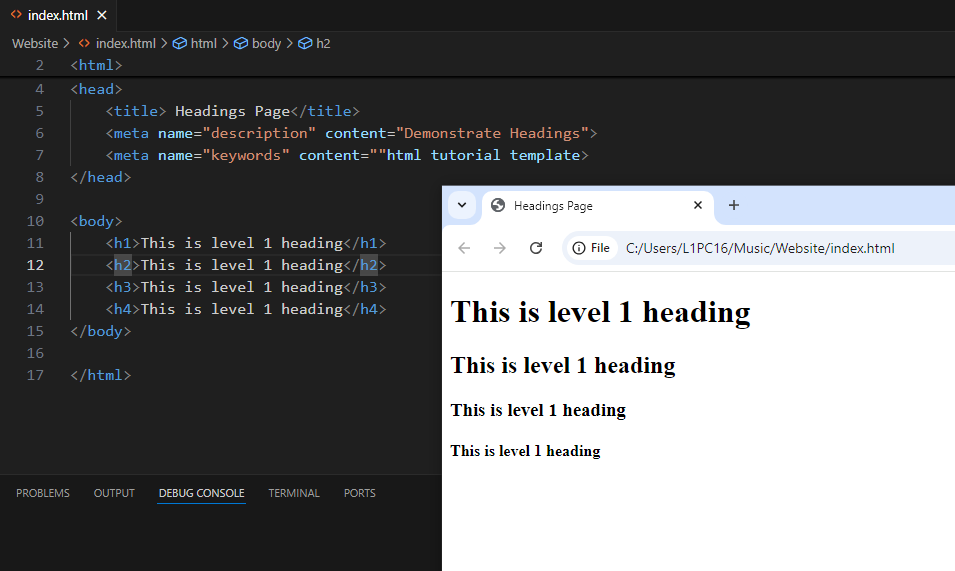 index.html
Website > index.html > html > body > h2
2 <html>
4 <head>
5 <title> Headings Page</title>
6 <meta name="description" content="Demonstrate Headings">
7 <meta name="keywords" content=""html tutorial template>
8 </head>
9
10 <body>
11 <h1>This is level 1 heading</h1>
12 <h2>This is level 1 heading</h2>
13 <h3>This is level 1 heading</h3>
14 <h4>This is level 1 heading</h4>
15 </body>
16
17 </html>
PROBLEMS OUTPUT DEBUG CONSOLE TERMINAL PORTS
Headings Page
File C:/Users/L1PC16/Music/Website/index.html
This is level 1 heading
This is level 1 heading
This is level 1 heading
This is level 1 heading